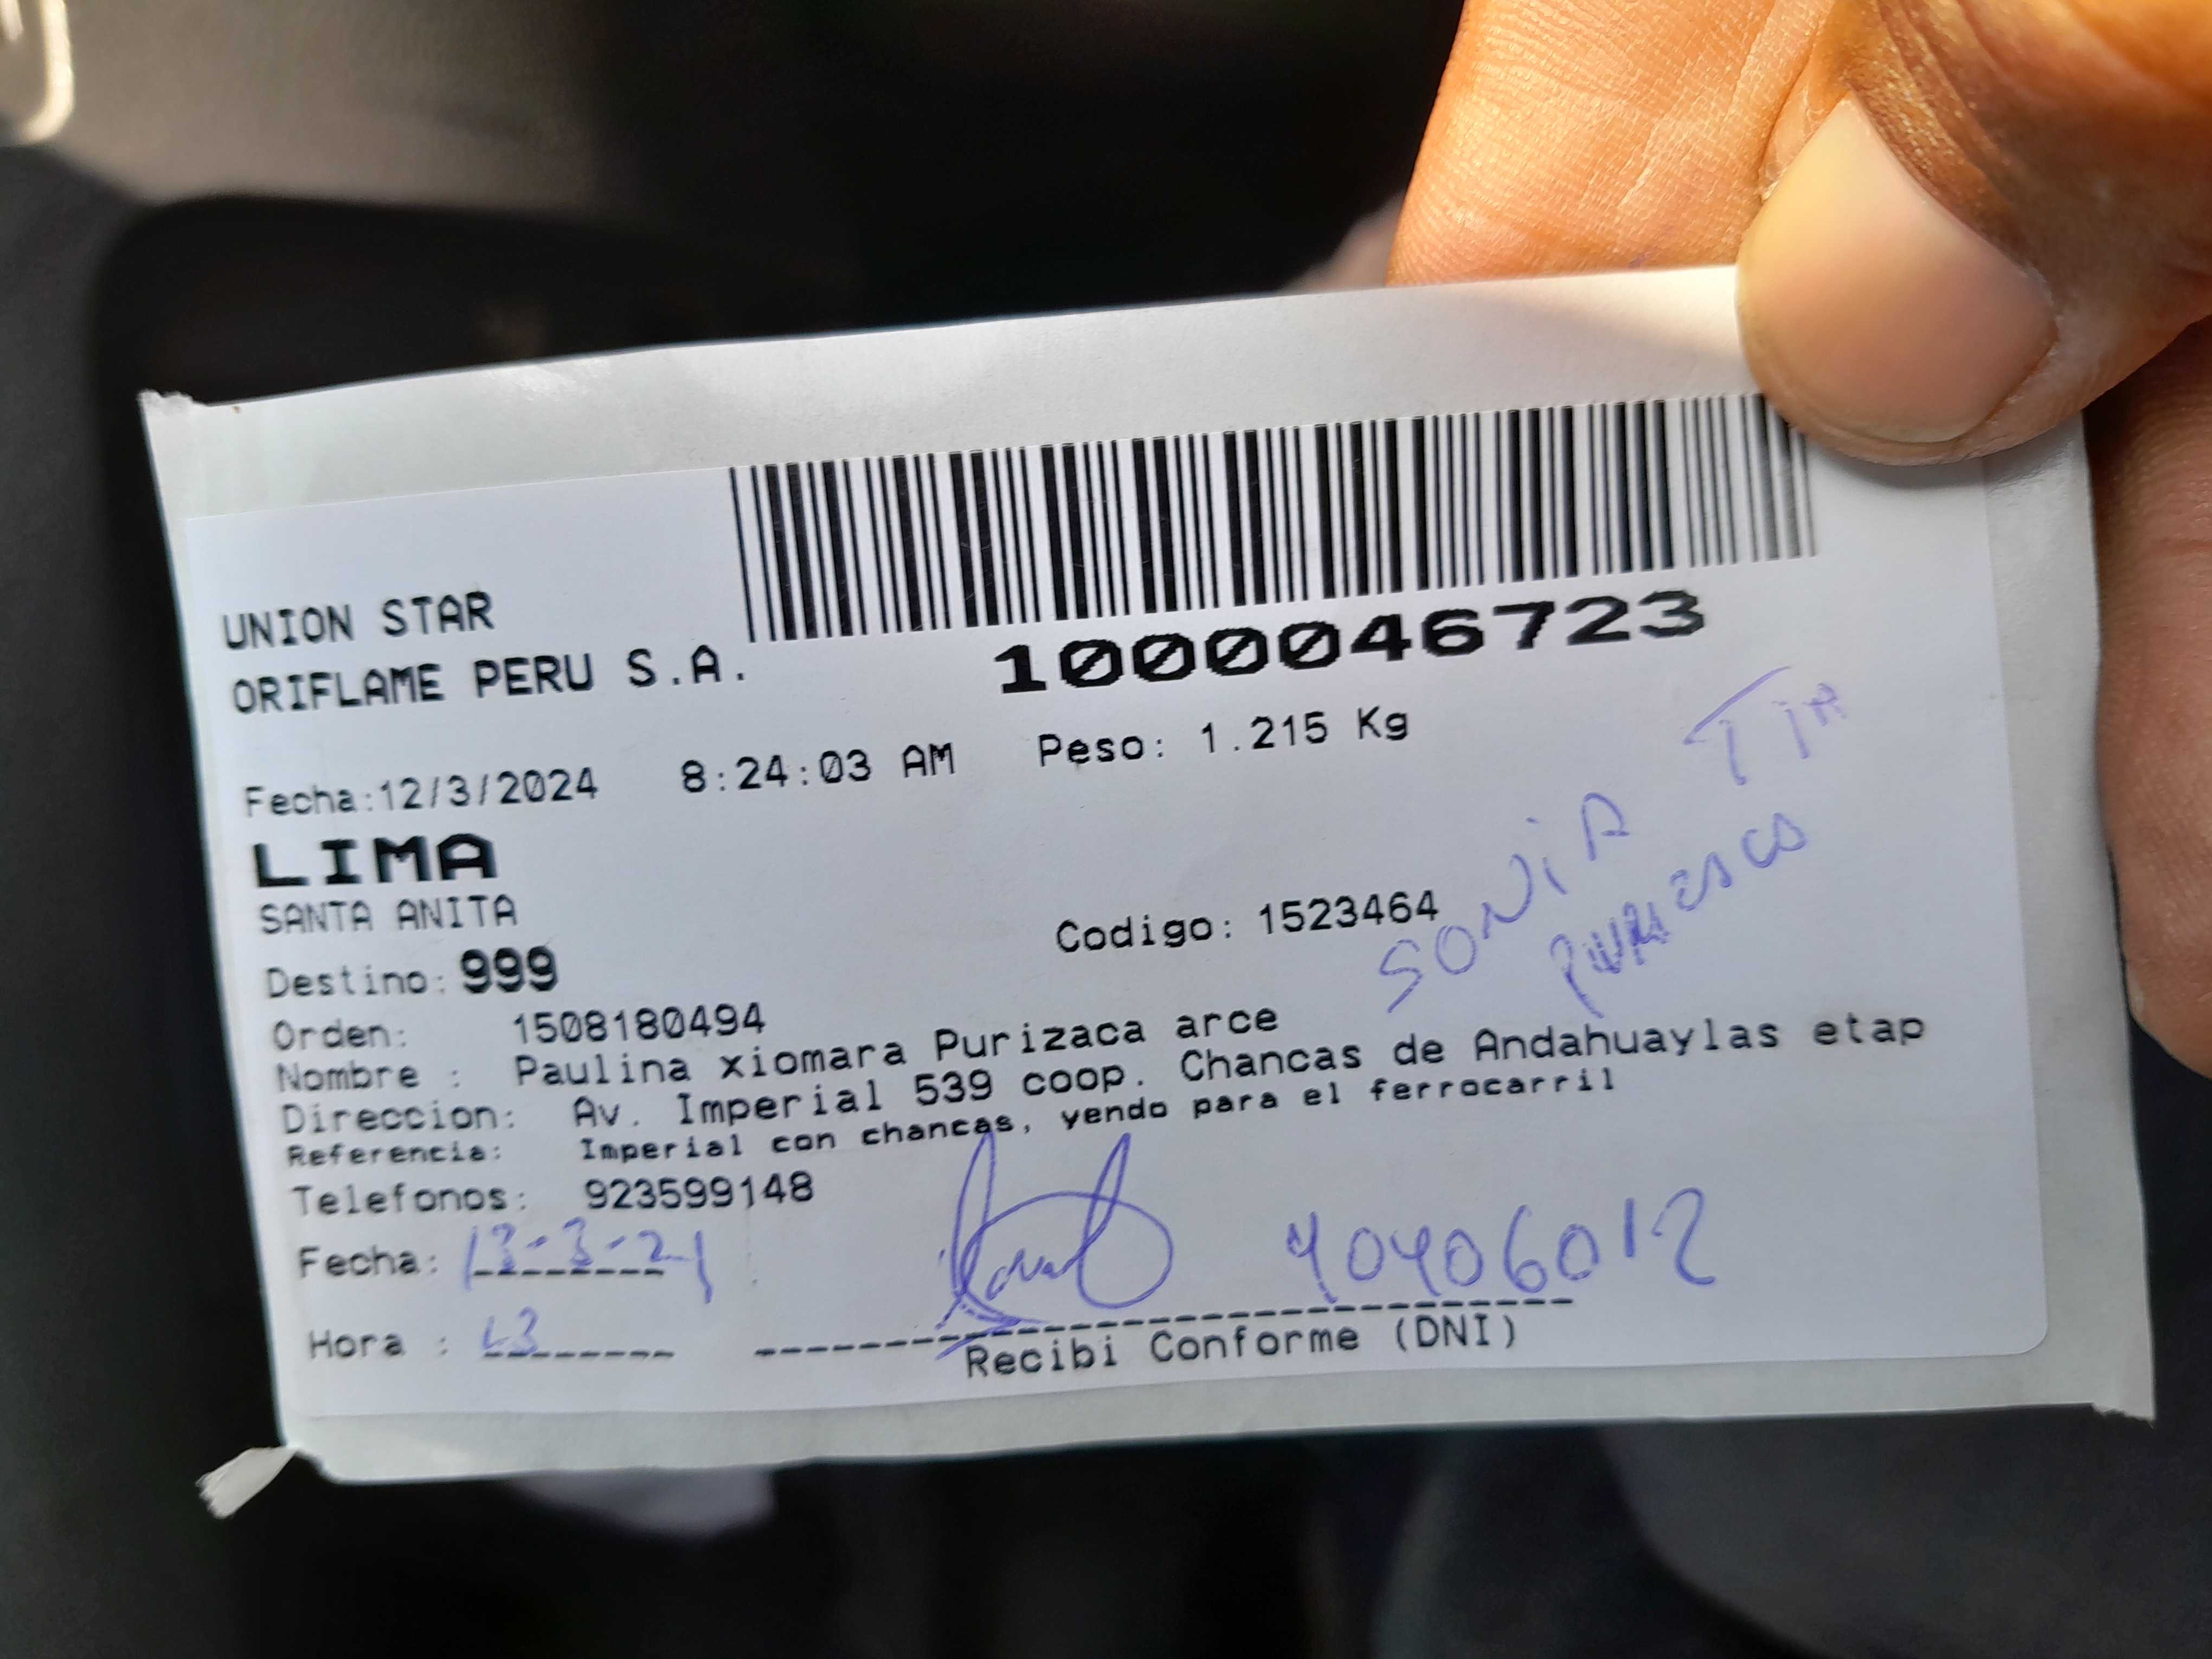 UNION STAR
ORIFLAME PERU S.A.
1000046723
Fecha:12/3/2024 8:24:03 AM Peso: 1.215 Kg
LIMA
SANTA ANITA
Codigo: 1523464
SONIA TIA
Destino: 999
Orden: 1508180494
Nombre : Paulina xiomara Purizaca arce
Direccion: Av. Imperial 539 coop. Chancas de Andahuaylas etap
Referencia: Imperial con chancas, yendo para el ferrocarril
Telefonos: 923599148
Fecha: 13-3-24
Hora : 13
40406012
Recibi Conforme (DNI)